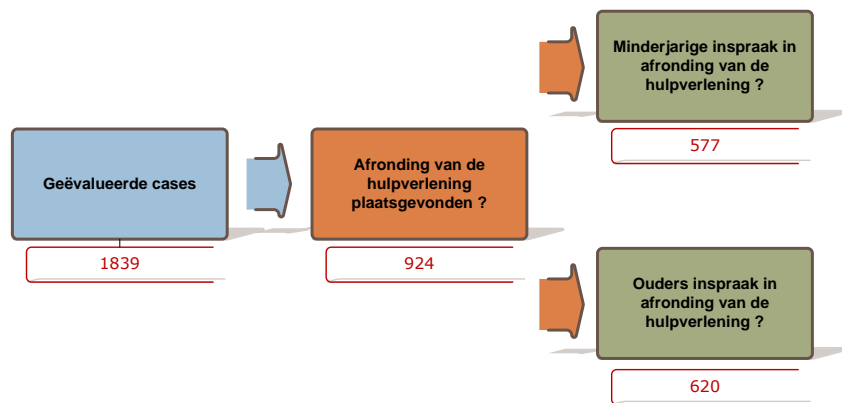 Minderjarige inspraak in
afronding van de
hulpverlening ?
577
Geëvalueerde cases
1839
Afronding van de
hulpverlening
plaatsgevonden ?
924
Ouders inspraak in
afronding van de
hulpverlening ?
620